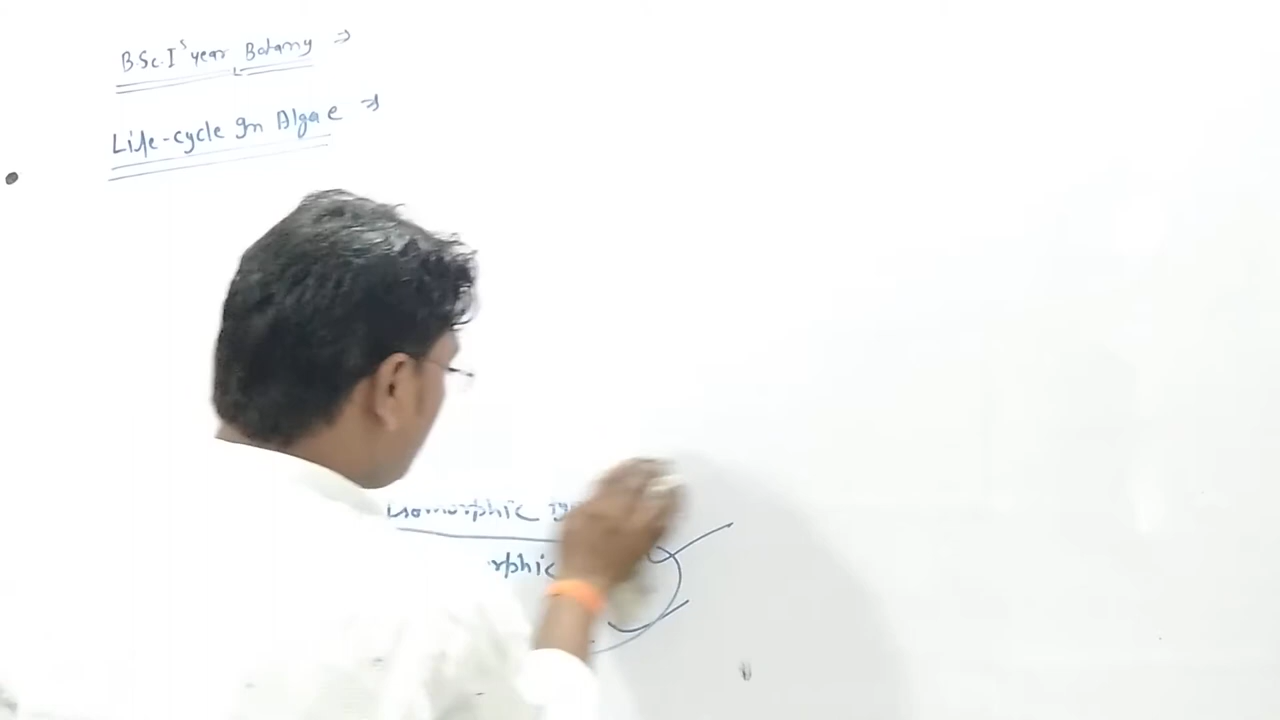 B.Sc. I s year Botany ⇒
Life-cycle In Algae ⇒
Isomorphic
rphic